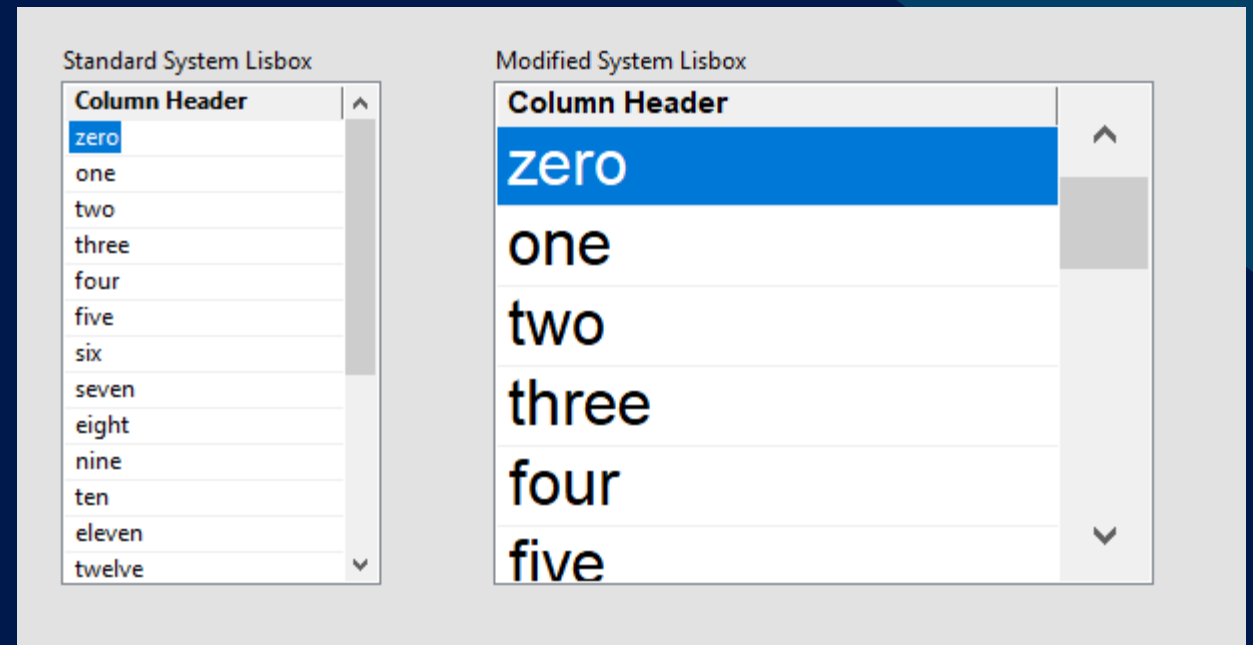 Standard System Lisbox
Column Header
zero
one
two
three
four
five
six
seven
eight
nine
ten
eleven
twelve
Modified System Lisbox
Column Header
zero
one
two
three
four
five